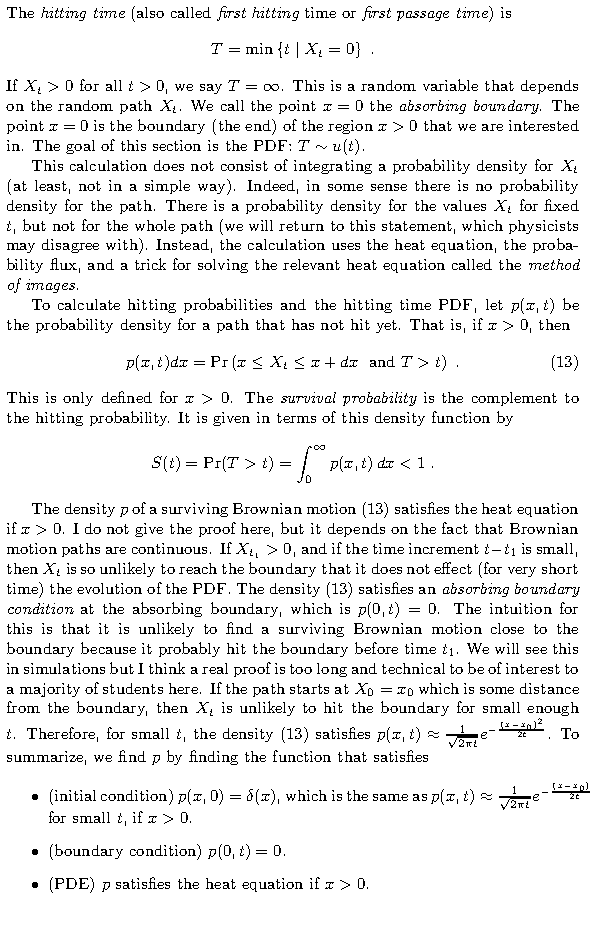 The hitting time (also called first hitting time or first passage time) is
T = min {t | X_t = 0} .
If X_t > 0 for all t > 0, we say T = ∞. This is a random variable that depends
on the random path X_t. We call the point x = 0 the absorbing boundary. The
point x = 0 is the boundary (the end) of the region x > 0 that we are interested
in. The goal of this section is the PDF: T ∼ u(t).
This calculation does not consist of integrating a probability density for X_t
(at least, not in a simple way). Indeed, in some sense there is no probability
density for the path. There is a probability density for the values X_t for fixed
t, but not for the whole path (we will return to this statement, which physicists
may disagree with). Instead, the calculation uses the heat equation, the proba-
bility flux, and a trick for solving the relevant heat equation called the method
of images.
To calculate hitting probabilities and the hitting time PDF, let p(x, t) be
the probability density for a path that has not hit yet. That is, if x > 0, then
p(x, t)dx = Pr (x ≤ X_t ≤ x + dx and T > t) . (13)
This is only defined for x > 0. The survival probability is the complement to
the hitting probability. It is given in terms of this density function by
S(t) = Pr(T > t) = ∫_0^∞ p(x, t) dx < 1 .
The density p of a surviving Brownian motion (13) satisfies the heat equation
if x > 0. I do not give the proof here, but it depends on the fact that Brownian
motion paths are continuous. If X_{t_1} > 0, and if the time increment t−t_1 is small,
then X_t is so unlikely to reach the boundary that it does not effect (for very short
time) the evolution of the PDF. The density (13) satisfies an absorbing boundary
condition at the absorbing boundary, which is p(0, t) = 0. The intuition for
this is that it is unlikely to find a surviving Brownian motion close to the
boundary because it probably hit the boundary before time t_1. We will see this
in simulations but I think a real proof is too long and technical to be of interest to
a majority of students here. If the path starts at X_0 = x_0 which is some distance
from the boundary, then X_t is unlikely to hit the boundary for small enough
t. Therefore, for small t, the density (13) satisfies p(x, t) ≈ \frac{1}{\sqrt{2πt}} e^{-\frac{(x-x_0)^2}{2t}} . To
summarize, we find p by finding the function that satisfies
• (initial condition) p(x, 0) = δ(x), which is the same as p(x, t) ≈ \frac{1}{\sqrt{2πt}} e^{-\frac{(x-x_0)}{2t}}
for small t, if x > 0.
• (boundary condition) p(0, t) = 0.
• (PDE) p satisfies the heat equation if x > 0.